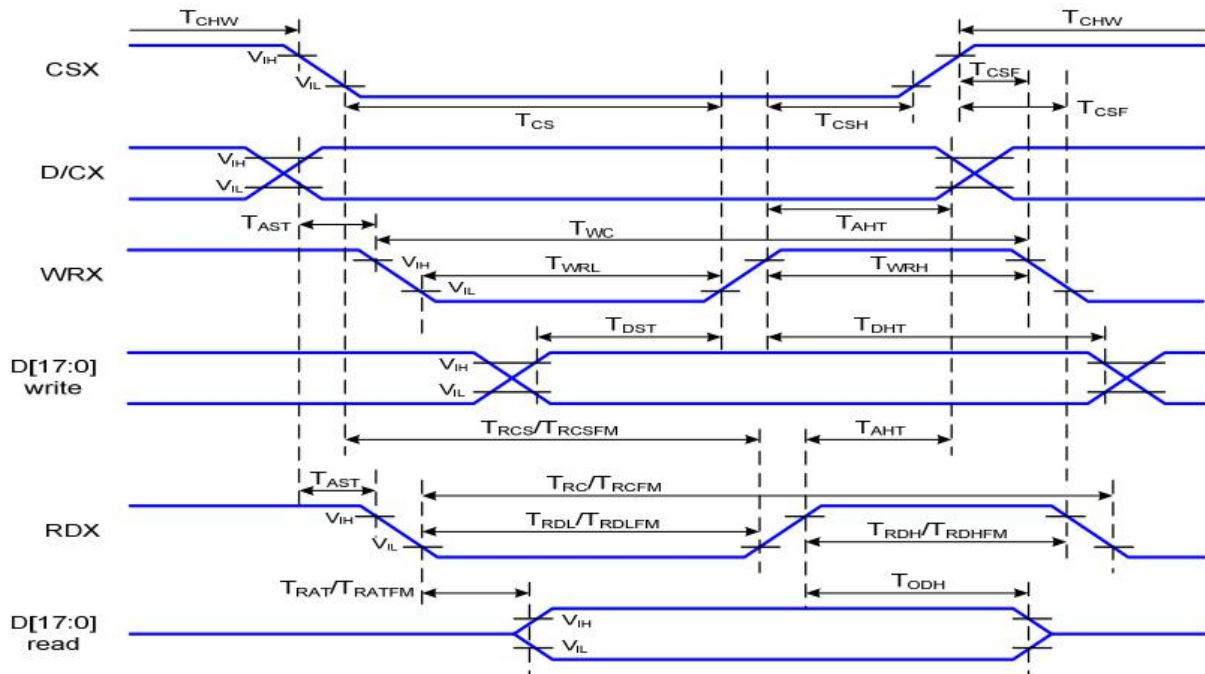 TCHW TCHW
CSX VIH VIL TCSF
TCS TCSH TCSF
D/CX VIH VIL
TAST TWC TAHT
WRX VIH VIL TWRL TWRH
TDST TDHT
D[17:0] VIH
write VIL
TRCS/TRCSFM TAHT
TAST TRC/TRCFM
RDX VIH VIL TRDL/TRDLFM TRDH/TRDHFM
TRAT/TRATFM TODH
D[17:0] VIH
read VIL